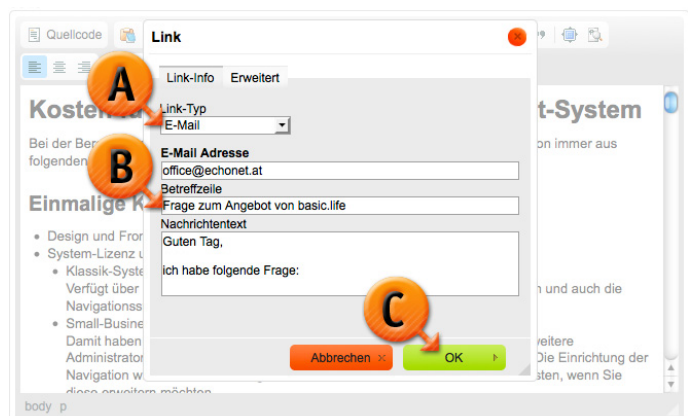 Quellcode
Link
A
Link-Info Erweitert
Link-Typ
E-Mail
B
E-Mail Adresse
office@echonet.at
Betreffzeile
Frage zum Angebot von basic.life
Nachrichtentext
Guten Tag,
ich habe folgende Frage:
C
Abbrechen
OK
t-System
Bei der
on immer aus
folgenden
Einmalige K
Design und Fron
System-Lizenz u
Klassik-Syste
Verfügt über
n und auch die
Navigationss
Small-Busine
Damit haben
weitere
Administrator
Die Einrichtung der
Navigation w
sten, wenn Sie
diese erweitern möchten
body p